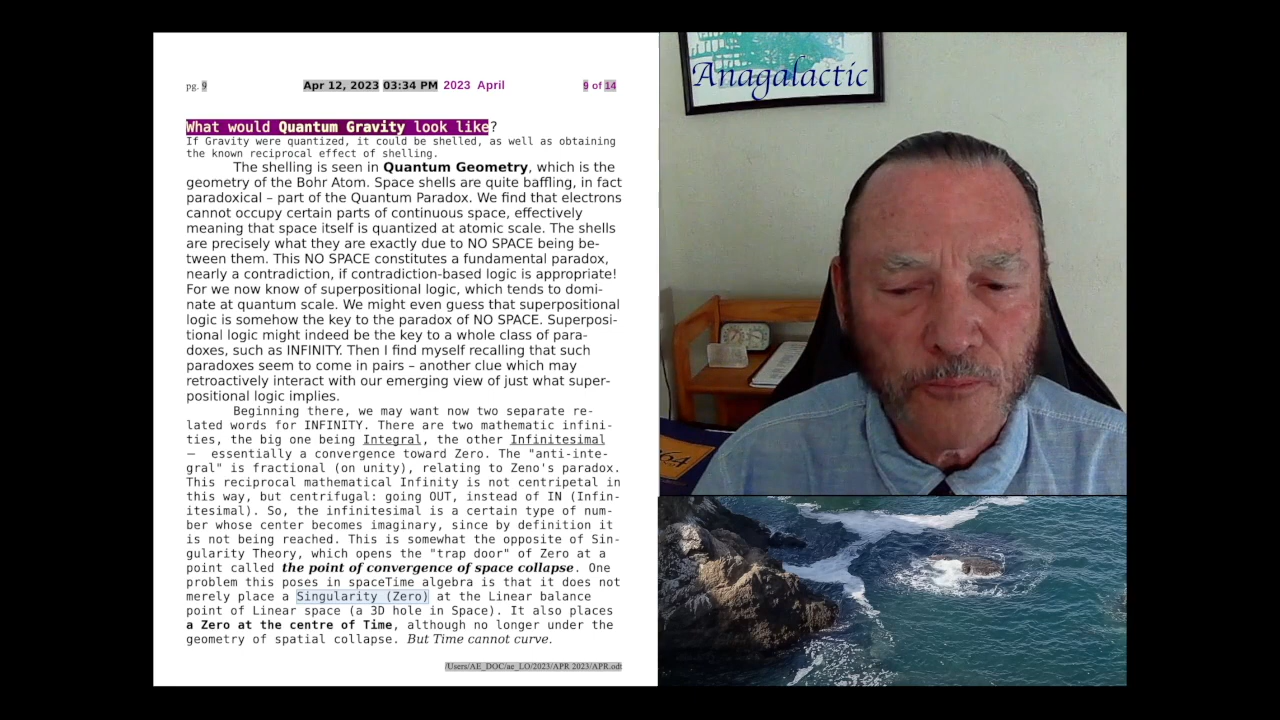 pg. 9 Apr 12, 2023 03:34 PM 2023 April 9 of 14
What would Quantum Gravity look like?
If Gravity were quantized, it could be shelled, as well as obtaining
the known reciprocal effect of shelling.
The shelling is seen in Quantum Geometry, which is the
geometry of the Bohr Atom. Space shells are quite baffling, in fact
paradoxical – part of the Quantum Paradox. We find that electrons
cannot occupy certain parts of continuous space, effectively
meaning that space itself is quantized at atomic scale. The shells
are precisely what they are exactly due to NO SPACE being be-
tween them. This NO SPACE constitutes a fundamental paradox,
nearly a contradiction, if contradiction-based logic is appropriate!
For we now know of superpositional logic, which tends to domi-
nate at quantum scale. We might even guess that superpositional
logic is somehow the key to the paradox of NO SPACE. Superposi-
tional logic might indeed be the key to a whole class of para-
doxes, such as INFINITY. Then I find myself recalling that such
paradoxes seem to come in pairs – another clue which may
retroactively interact with our emerging view of just what super-
positional logic implies.
Beginning there, we may want now two separate re-
lated words for INFINITY. There are two mathematic infini-
ties, the big one being Integral, the other Infinitesimal
— essentially a convergence toward Zero. The "anti-inte-
gral" is fractional (on unity), relating to Zeno's paradox.
This reciprocal mathematical Infinity is not centripetal in
this way, but centrifugal: going OUT, instead of IN (Infin-
itesimal). So, the infinitesimal is a certain type of num-
ber whose center becomes imaginary, since by definition it
is not being reached. This is somewhat the opposite of Sin-
gularity Theory, which opens the "trap door" of Zero at a
point called the point of convergence of space collapse. One
problem this poses in spaceTime algebra is that it does not
merely place a Singularity (Zero) at the Linear balance
point of Linear space (a 3D hole in Space). It also places
a Zero at the centre of Time, although no longer under the
geometry of spatial collapse. But Time cannot curve.
/Users/AE_DOC/ae_LO/2023/APR 2023/APR.odt
Anagalactic
64